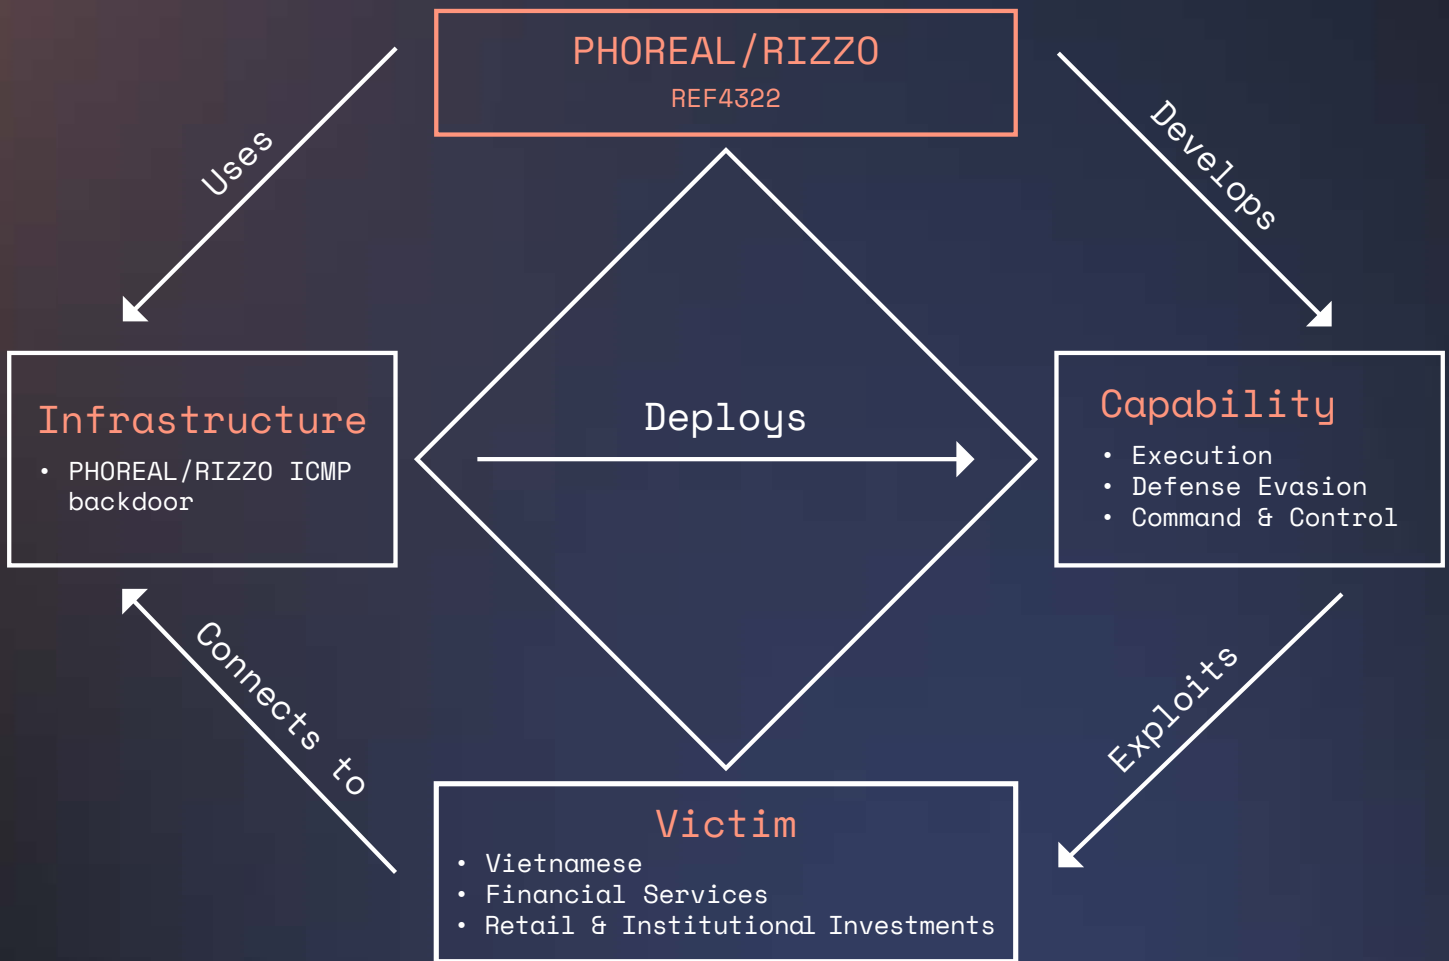 PHOREAL/RIZZO
REF4322
Uses
Develops
Infrastructure
• PHOREAL/RIZZO ICMP
backdoor
Deploys
Capability
• Execution
• Defense Evasion
• Command & Control
Connects to
Exploits
Victim
• Vietnamese
• Financial Services
• Retail & Institutional Investments